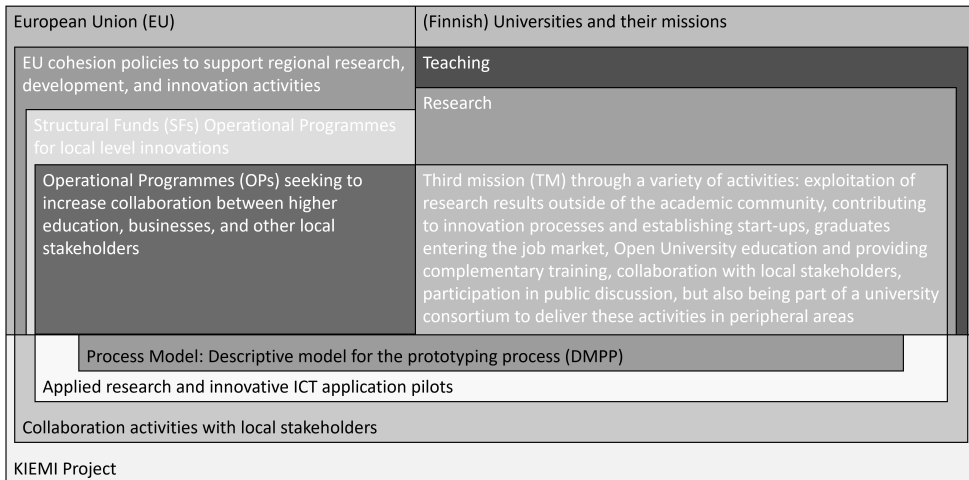 European Union (EU)
(Finnish) Universities and their missions
EU cohesion policies to support regional research,
development, and innovation activities
Teaching
Research
Structural Funds (SFs) Operational Programmes
for local level innovations
Operational Programmes (OPs) seeking to
increase collaboration between higher
education, businesses, and other local
stakeholders
Third mission (TM) through a variety of activities: exploitation of
research results outside of the academic community, contributing
to innovation processes and establishing start-ups, graduates
entering the job market, Open University education and providing
complementary training, collaboration with local stakeholders,
participation in public discussion, but also being part of a university
consortium to deliver these activities in peripheral areas
Process Model: Descriptive model for the prototyping process (DMPP)
Applied research and innovative ICT application pilots
Collaboration activities with local stakeholders
KIEMI Project